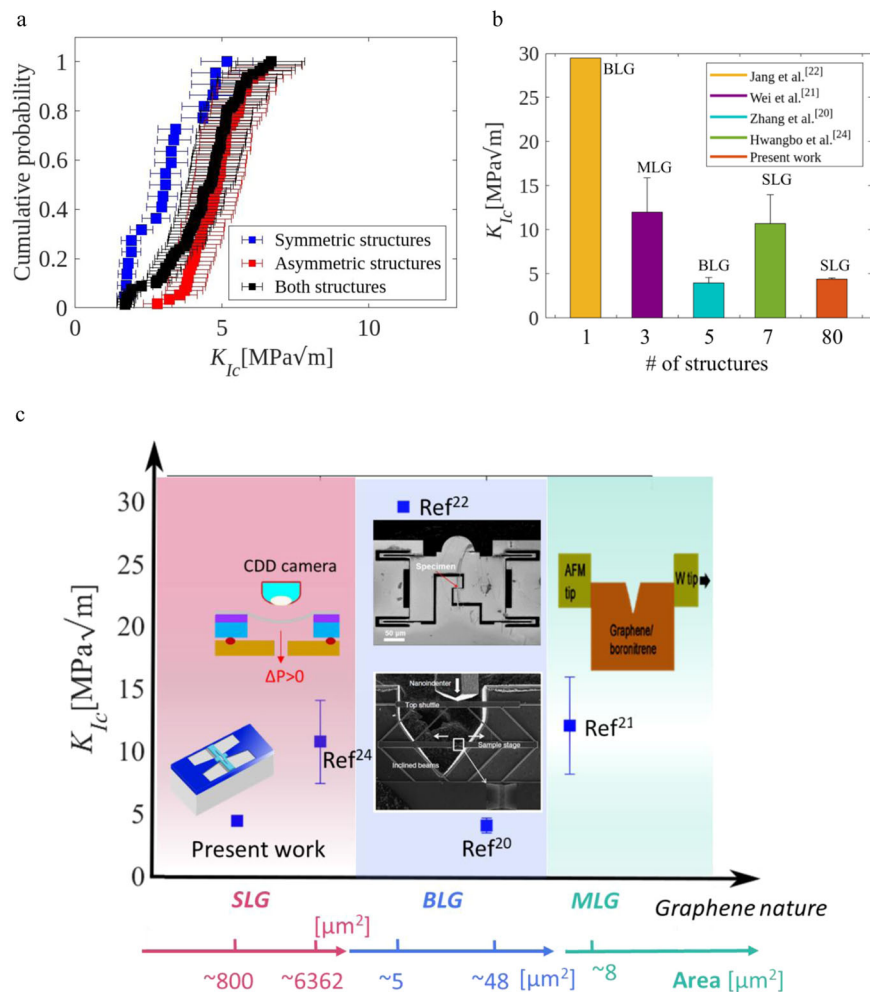 a
Cumulative probability
1
0.8
0.6
0.4
0.2
0
0
5
10
Symmetric structures
Asymmetric structures
Both structures
K_Ic[MPa√m]
b
K_Ic[MPa√m]
30
25
20
15
10
5
0
BLG
MLG
BLG
SLG
SLG
Jang et al.[22]
Wei et al.[21]
Zhang et al.[20]
Hwangbo et al.[24]
Present work
1
3
5
7
80
# of structures
c
K_Ic[MPa√m]
30
25
20
15
10
5
0
CDD camera
ΔP>0
Ref24
Present work
Ref22
Specimen
50 µm
Nanoindenter
Top shuttle
Sample stage
Inclined beams
Ref20
AFM
tip
W tip
Graphene/
boronitrene
Ref21
SLG
BLG
MLG
Graphene nature
[µm²]
~800
~6362
~5
~48
[µm²]
~8
Area [µm²]